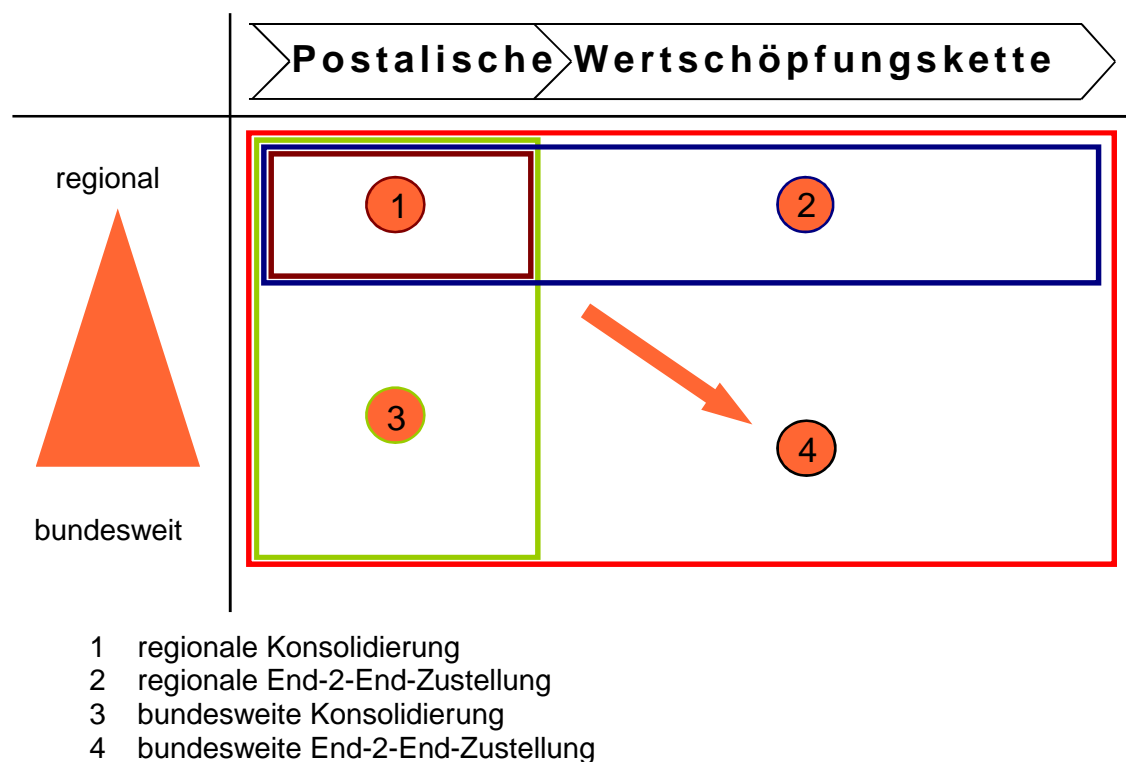 Postalische Wertschöpfungskette
regional
1
2
3
4
bundesweit
1 regionale Konsolidierung
2 regionale End-2-End-Zustellung
3 bundesweite Konsolidierung
4 bundesweite End-2-End-Zustellung